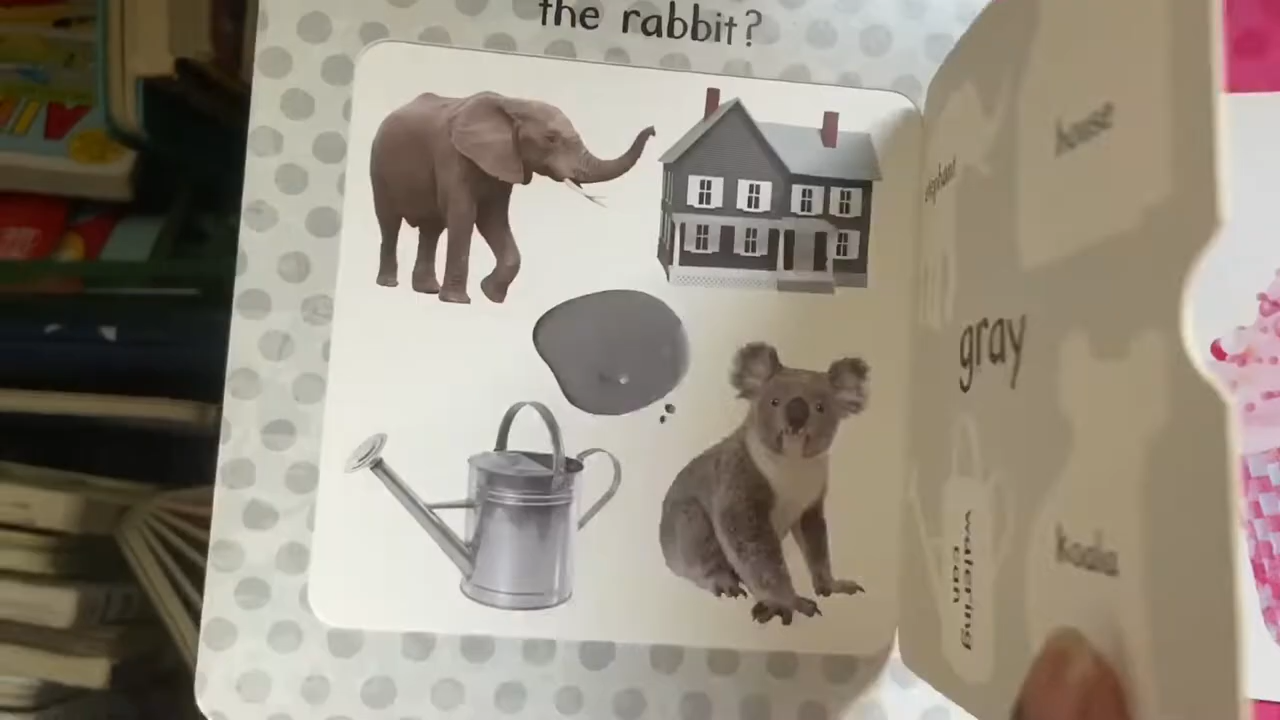 the rabbit?
elephant
house
gray
watering
can
koala